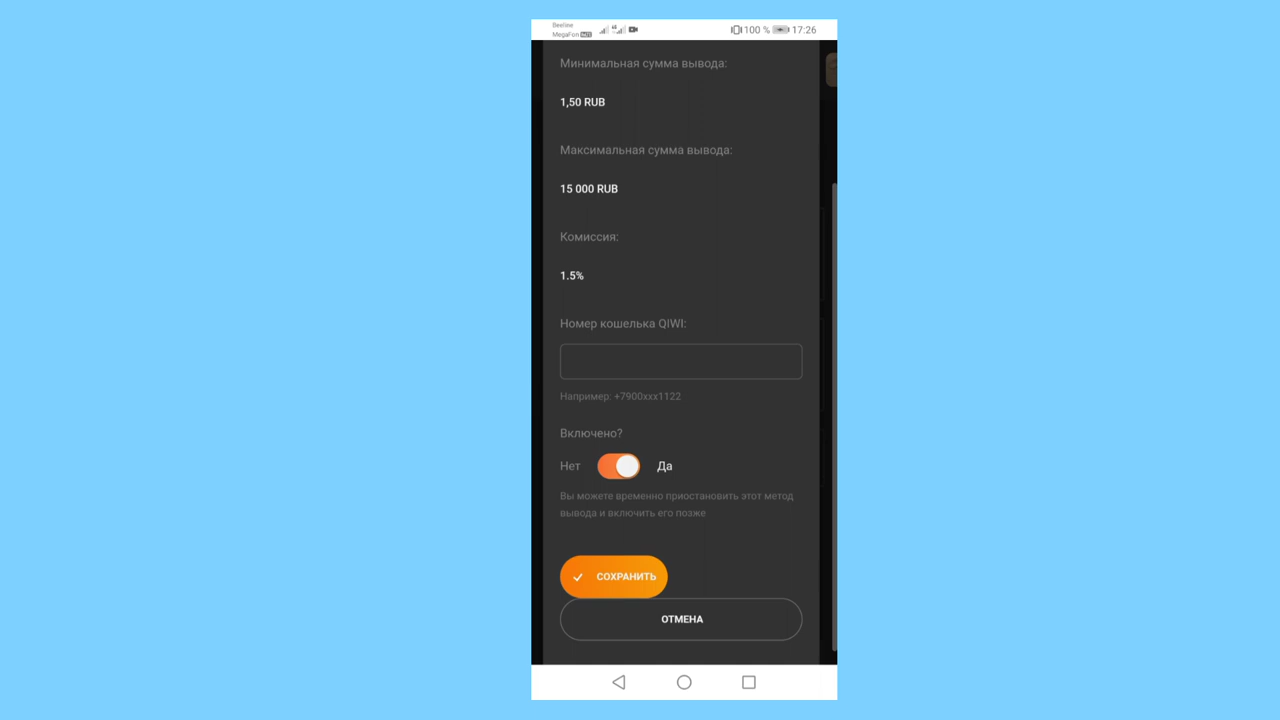 Beeline
MegaFon
100 % 17:26
Минимальная сумма вывода:
1,50 RUB
Максимальная сумма вывода:
15 000 RUB
Комиссия:
1.5%
Номер кошелька QIWI:
Например: +7900xxx1122
Включено?
Нет Да
Вы можете временно приостановить этот метод
вывода и включить его позже
СОХРАНИТЬ
ОТМЕНА